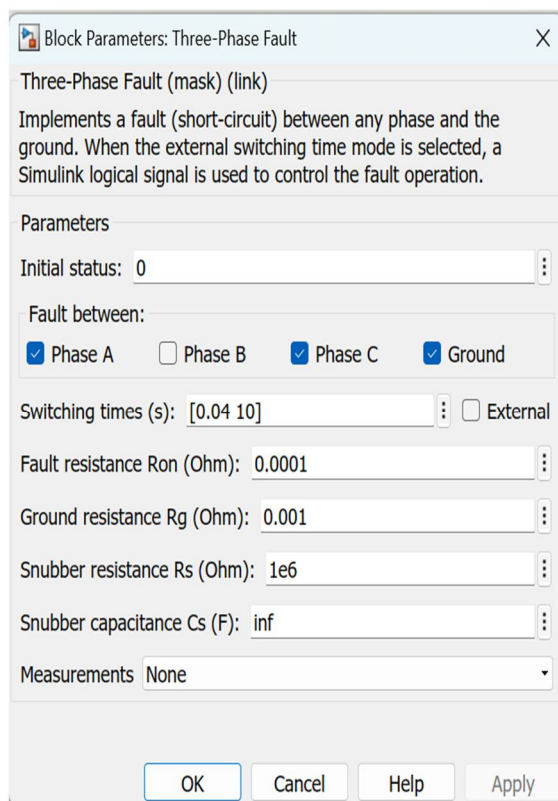 Block Parameters: Three-Phase Fault
Three-Phase Fault (mask) (link)
Implements a fault (short-circuit) between any phase and the
ground. When the external switching time mode is selected, a
Simulink logical signal is used to control the fault operation.
Parameters
Initial status: 0
Fault between:
Phase A Phase B Phase C Ground
Switching times (s): [0.04 10] External
Fault resistance Ron (Ohm): 0.0001
Ground resistance Rg (Ohm): 0.001
Snubber resistance Rs (Ohm): 1e6
Snubber capacitance Cs (F): inf
Measurements None
OK Cancel Help Apply